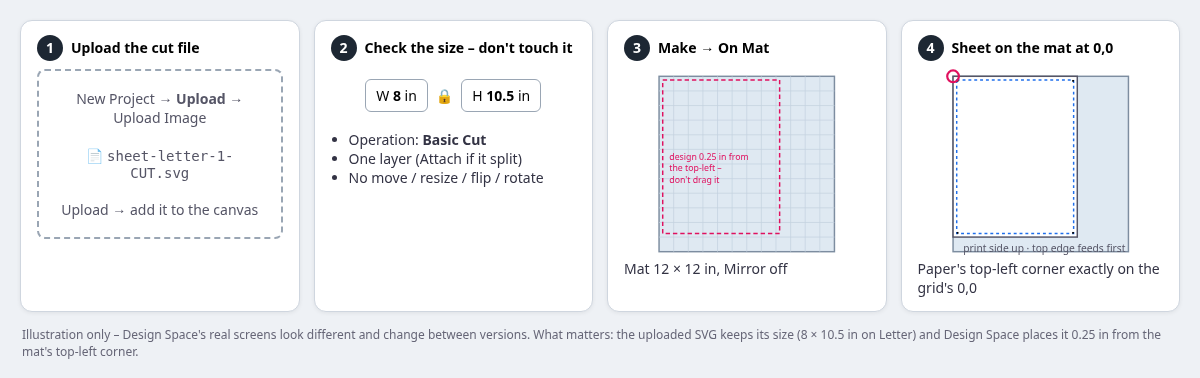 1 Upload the cut file
New Project → Upload →
Upload Image
📄 sheet-letter-1-
CUT.svg
Upload → add it to the canvas
2 Check the size – don't touch it
W 8 in 🔒 H 10.5 in
• Operation: Basic Cut
• One layer (Attach if it split)
• No move / resize / flip / rotate
3 Make → On Mat
design 0.25 in from
the top-left –
don't drag it
Mat 12 × 12 in, Mirror off
4 Sheet on the mat at 0,0
print side up · top edge feeds first
Paper's top-left corner exactly on the
grid's 0,0
Illustration only – Design Space's real screens look different and change between versions. What matters: the uploaded SVG keeps its size (8 × 10.5 in on Letter) and Design Space places it 0.25 in from the
mat's top-left corner.